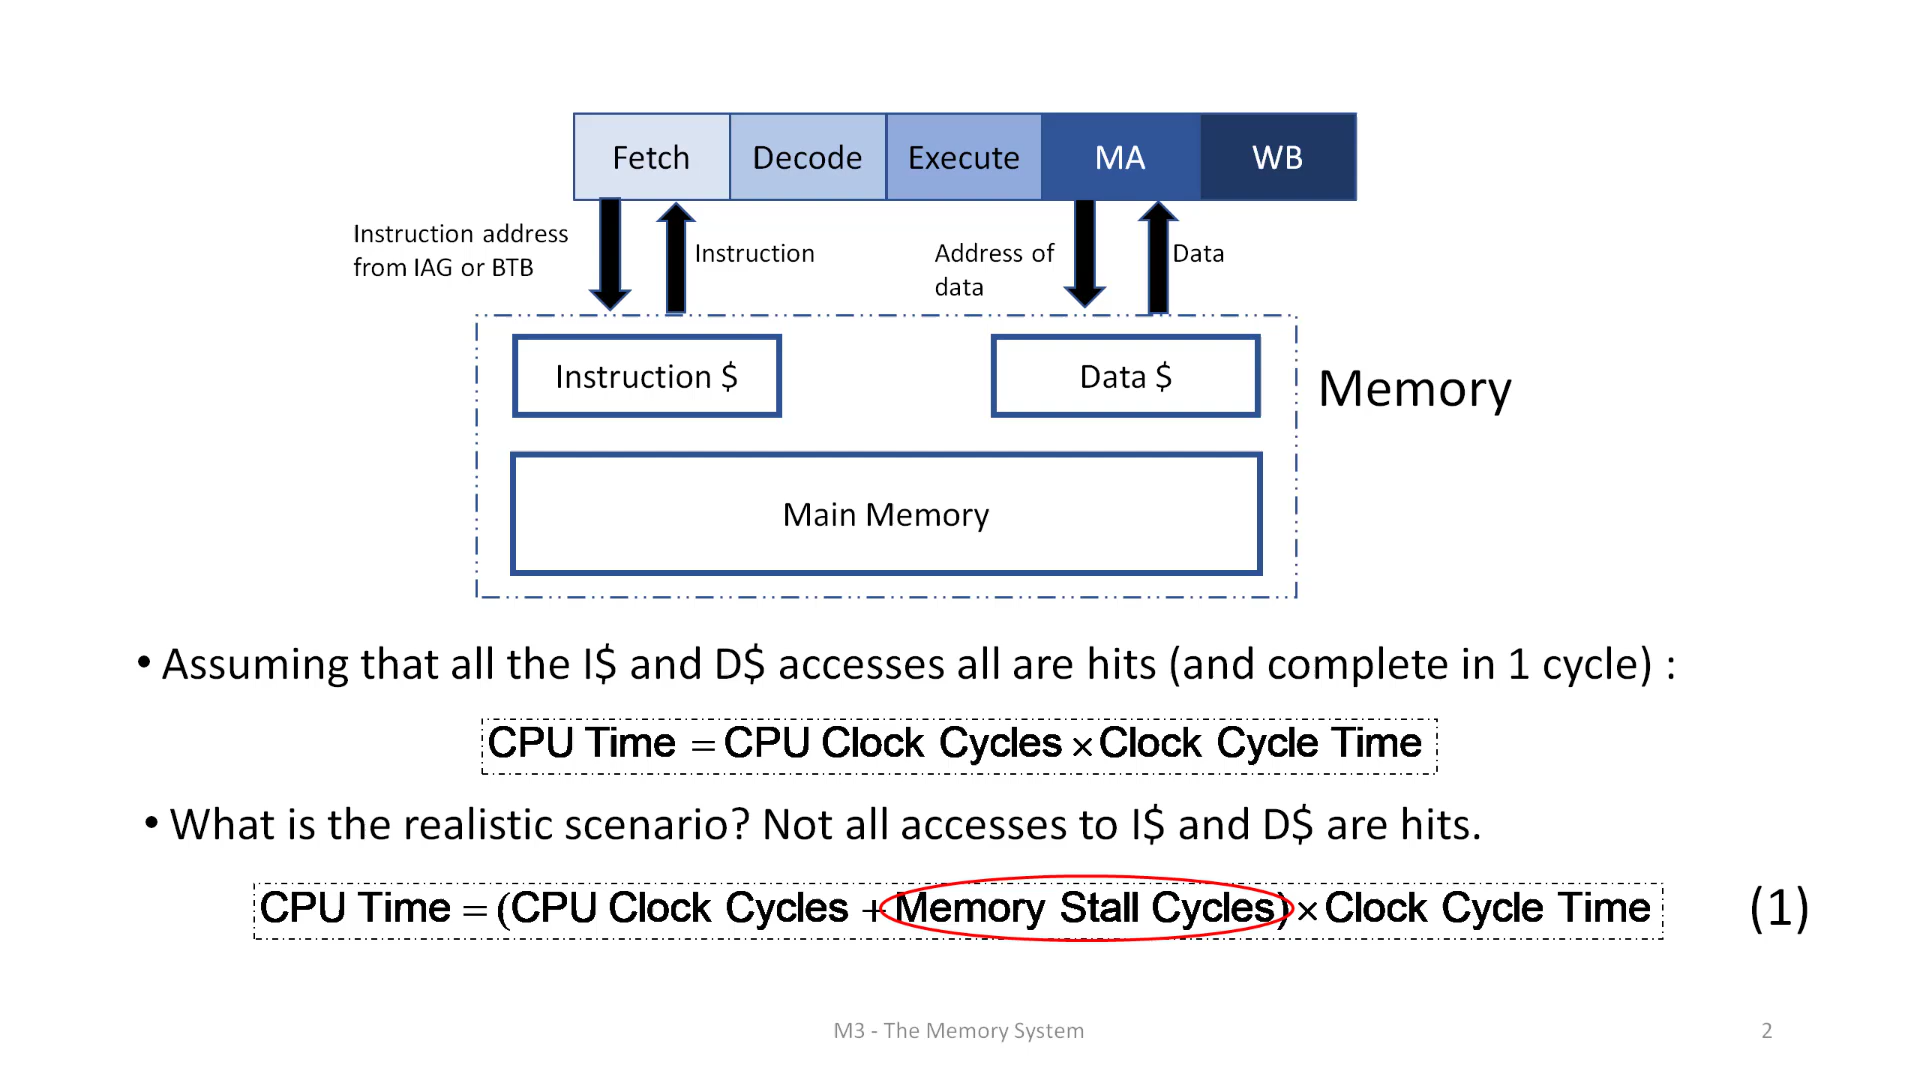 Fetch Decode Execute MA WB
Instruction address
from IAG or BTB
Instruction
Address of
data
Data
Instruction $
Data $
Memory
Main Memory
• Assuming that all the I$ and D$ accesses all are hits (and complete in 1 cycle) :
CPU Time = CPU Clock Cycles × Clock Cycle Time
• What is the realistic scenario? Not all accesses to I$ and D$ are hits.
CPU Time = (CPU Clock Cycles + Memory Stall Cycles) × Clock Cycle Time (1)
M3 - The Memory System 2